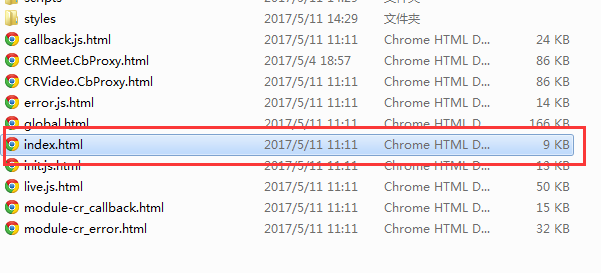 scripts 2017/5/11 14:29 文件夹
styles 2017/5/11 14:29 文件夹
callback.js.html 2017/5/11 11:11 Chrome HTML D... 24 KB
CRMeet.CbProxy.html 2017/5/4 18:57 Chrome HTML D... 86 KB
CRVideo.CbProxy.html 2017/5/11 11:11 Chrome HTML D... 86 KB
error.js.html 2017/5/11 11:11 Chrome HTML D... 14 KB
global.html 2017/5/11 11:11 Chrome HTML D... 166 KB
index.html 2017/5/11 11:11 Chrome HTML D... 9 KB
init.js.html 2017/5/11 11:11 Chrome HTML D... 13 KB
live.js.html 2017/5/11 11:11 Chrome HTML D... 50 KB
module-cr_callback.html 2017/5/11 11:11 Chrome HTML D... 15 KB
module-cr_error.html 2017/5/11 11:11 Chrome HTML D... 32 KB